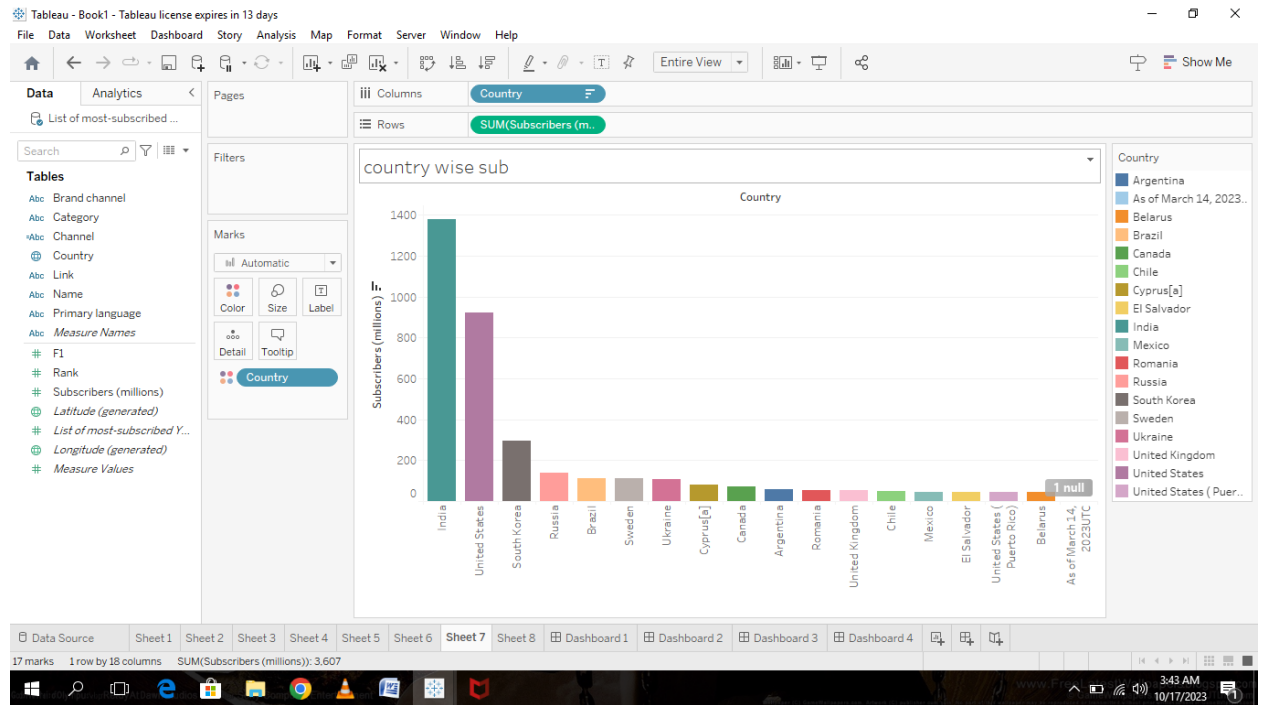 Tableau - Book1 - Tableau license expires in 13 days
File Data Worksheet Dashboard Story Analysis Map Format Server Window Help
Entire View
Show Me
Data Analytics
List of most-subscribed ...
Search
Tables
Abc Brand channel
Abc Category
=Abc Channel
Country
Abc Link
Abc Name
Abc Primary language
Abc Measure Names
# F1
# Rank
# Subscribers (millions)
Latitude (generated)
# List of most-subscribed Y...
Longitude (generated)
# Measure Values
Pages
Filters
Marks
Automatic
Color Size Label
Detail Tooltip
Country
Columns Country
Rows SUM(Subscribers (m..
country wise sub
Country
Subscribers (millions)
1400
1200
1000
800
600
400
200
0
1 null
India
United States
South Korea
Russia
Brazil
Sweden
Ukraine
Cyprus[a]
Canada
Argentina
Romania
United Kingdom
Chile
Mexico
El Salvador
United States (
Puerto Rico)
Belarus
As of March 14,
2023UTC
Country
Argentina
As of March 14, 2023..
Belarus
Brazil
Canada
Chile
Cyprus[a]
El Salvador
India
Mexico
Romania
Russia
South Korea
Sweden
Ukraine
United Kingdom
United States
United States ( Puer..
Data Source Sheet 1 Sheet 2 Sheet 3 Sheet 4 Sheet 5 Sheet 6 Sheet 7 Sheet 8 Dashboard 1 Dashboard 2 Dashboard 3 Dashboard 4
17 marks 1 row by 18 columns SUM(Subscribers (millions)): 3,607
3:43 AM
10/17/2023